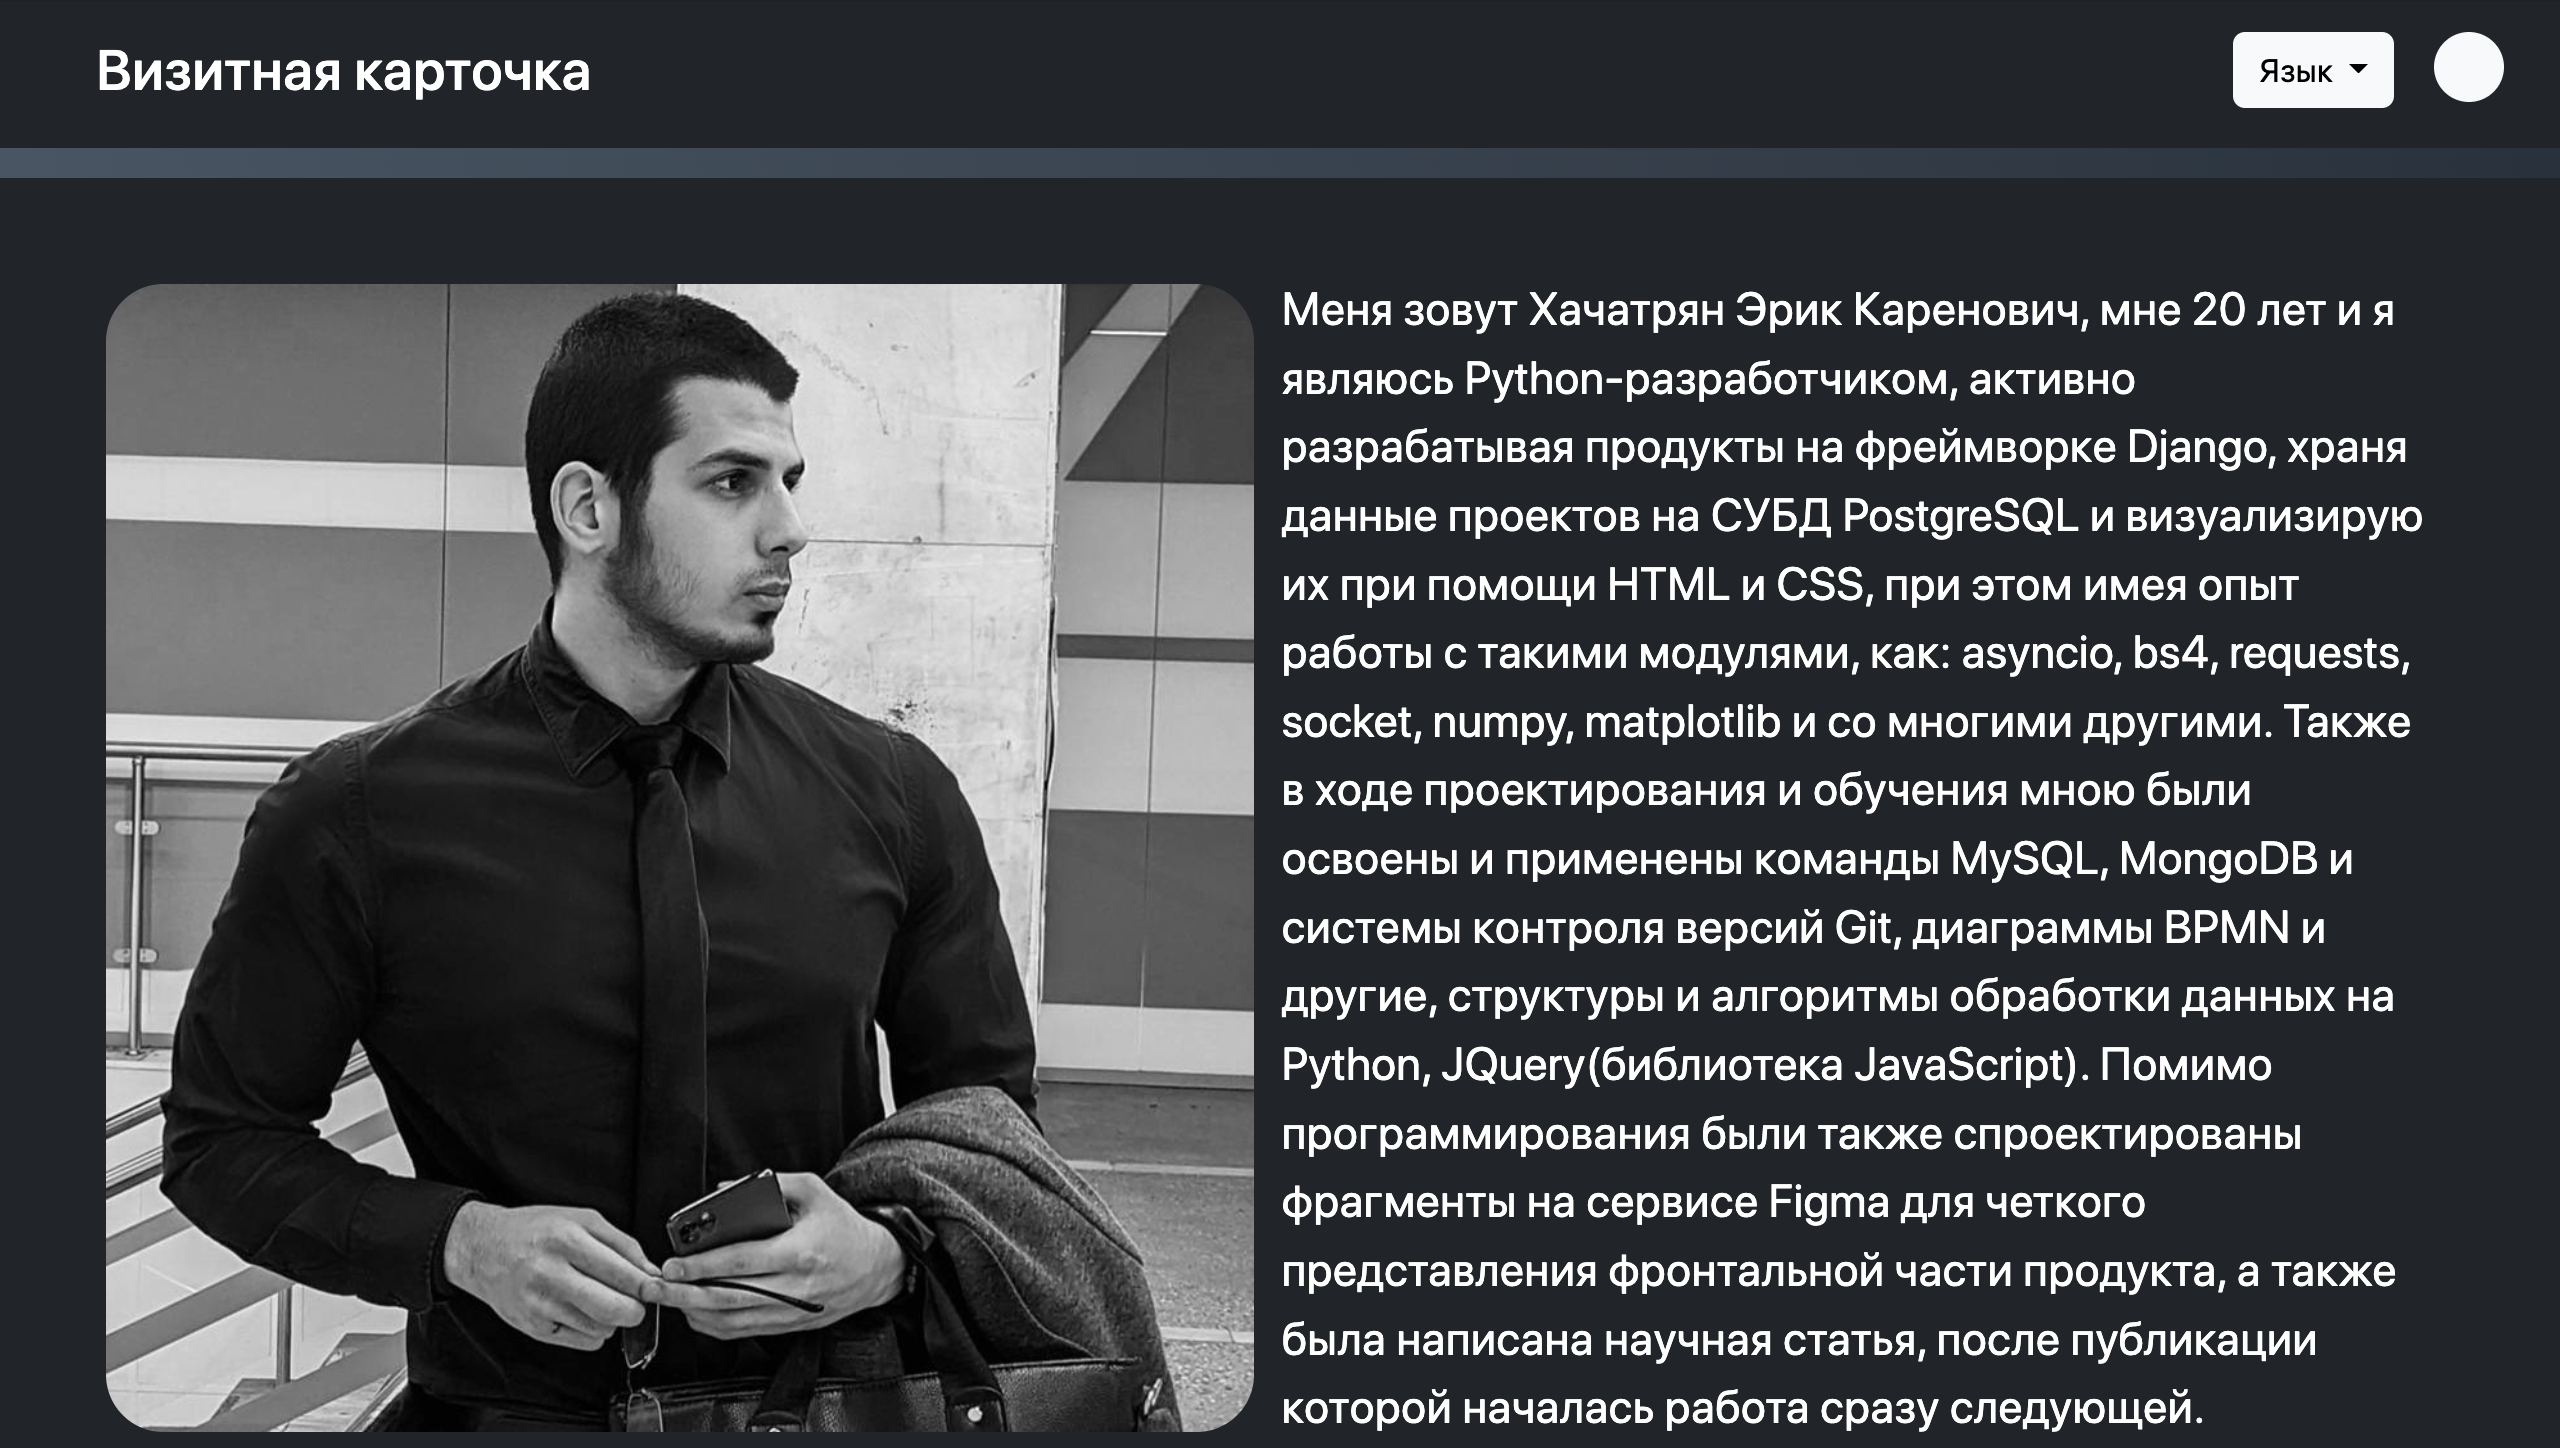 Визитная карточка
Язык
Меня зовут Хачатрян Эрик Каренович, мне 20 лет и я
являюсь Python-разработчиком, активно
разрабатывая продукты на фреймворке Django, храня
данные проектов на СУБД PostgreSQL и визуализирую
их при помощи HTML и CSS, при этом имея опыт
работы с такими модулями, как: asyncio, bs4, requests,
socket, numpy, matplotlib и со многими другими. Также
в ходе проектирования и обучения мною были
освоены и применены команды MySQL, MongoDB и
системы контроля версий Git, диаграммы BPMN и
другие, структуры и алгоритмы обработки данных на
Python, JQuery(библиотека JavaScript). Помимо
программирования были также спроектированы
фрагменты на сервисе Figma для четкого
представления фронтальной части продукта, а также
была написана научная статья, после публикации
которой началась работа сразу следующей.